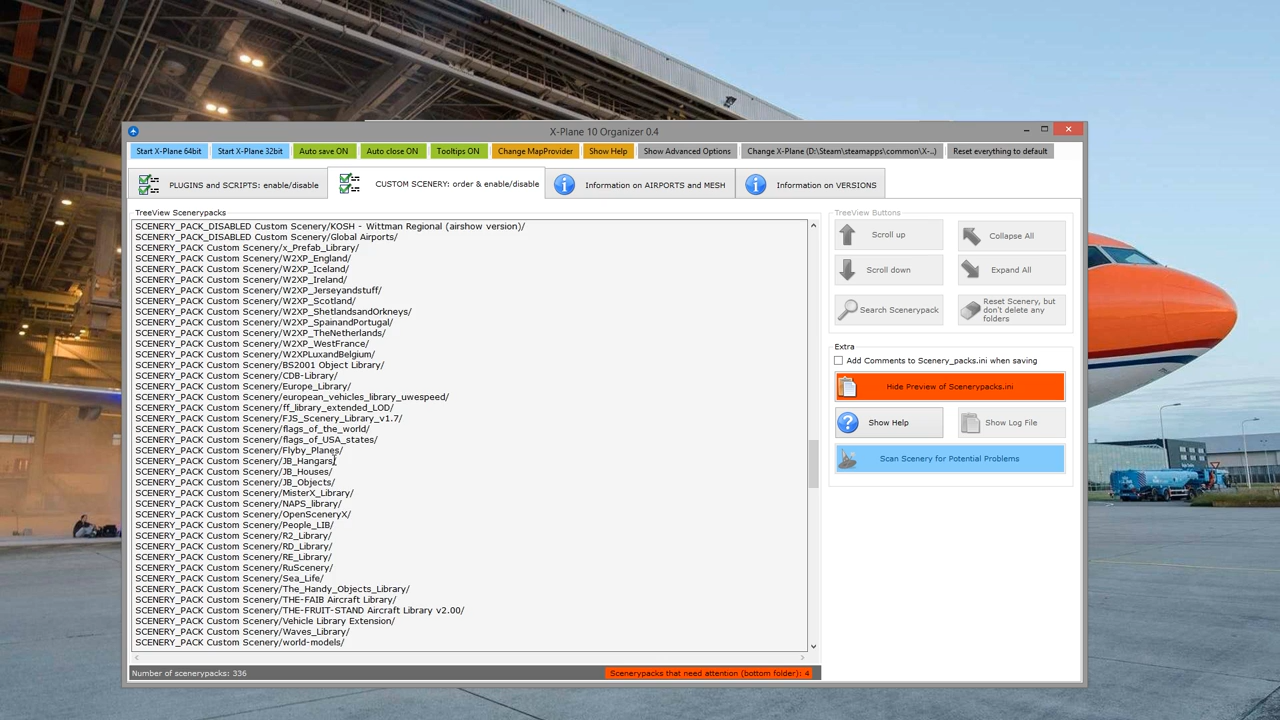 X-Plane 10 Organizer 0.4
Start X-Plane 64bit
Start X-Plane 32bit
Auto save ON
Auto close ON
Tooltips ON
Change MapProvider
Show Help
Show Advanced Options
Change X-Plane (D:\Steam\steamapps\common\X-..)
Reset everything to default
PLUGINS and SCRIPTS: enable/disable
CUSTOM SCENERY: order & enable/disable
Information on AIRPORTS and MESH
Information on VERSIONS
TreeView Scenerypacks
SCENERY_PACK_DISABLED Custom Scenery/KOSH - Wittman Regional (airshow version)/
SCENERY_PACK_DISABLED Custom Scenery/Global Airports/
SCENERY_PACK Custom Scenery/x_Prefab_Library/
SCENERY_PACK Custom Scenery/W2XP_England/
SCENERY_PACK Custom Scenery/W2XP_Iceland/
SCENERY_PACK Custom Scenery/W2XP_Ireland/
SCENERY_PACK Custom Scenery/W2XP_Jerseyandstuff/
SCENERY_PACK Custom Scenery/W2XP_Scotland/
SCENERY_PACK Custom Scenery/W2XP_ShetlandsandOrkneys/
SCENERY_PACK Custom Scenery/W2XP_SpainandPortugal/
SCENERY_PACK Custom Scenery/W2XP_TheNetherlands/
SCENERY_PACK Custom Scenery/W2XP_WestFrance/
SCENERY_PACK Custom Scenery/W2XPLuxandBelgium/
SCENERY_PACK Custom Scenery/BS2001 Object Library/
SCENERY_PACK Custom Scenery/CDB-Library/
SCENERY_PACK Custom Scenery/Europe_Library/
SCENERY_PACK Custom Scenery/european_vehicles_library_uwespeed/
SCENERY_PACK Custom Scenery/ff_library_extended_LOD/
SCENERY_PACK Custom Scenery/FJS_Scenery_Library_v1.7/
SCENERY_PACK Custom Scenery/flags_of_the_world/
SCENERY_PACK Custom Scenery/flags_of_USA_states/
SCENERY_PACK Custom Scenery/Flyby_Planes/
SCENERY_PACK Custom Scenery/JB_Hangars/
SCENERY_PACK Custom Scenery/JB_Houses/
SCENERY_PACK Custom Scenery/JB_Objects/
SCENERY_PACK Custom Scenery/MisterX_Library/
SCENERY_PACK Custom Scenery/NAPS_library/
SCENERY_PACK Custom Scenery/OpenSceneryX/
SCENERY_PACK Custom Scenery/People_LIB/
SCENERY_PACK Custom Scenery/R2_Library/
SCENERY_PACK Custom Scenery/RD_Library/
SCENERY_PACK Custom Scenery/RE_Library/
SCENERY_PACK Custom Scenery/RuScenery/
SCENERY_PACK Custom Scenery/Sea_Life/
SCENERY_PACK Custom Scenery/The_Handy_Objects_Library/
SCENERY_PACK Custom Scenery/THE-FAIB Aircraft Library/
SCENERY_PACK Custom Scenery/THE-FRUIT-STAND Aircraft Library v2.00/
SCENERY_PACK Custom Scenery/Vehicle Library Extension/
SCENERY_PACK Custom Scenery/Waves_Library/
SCENERY_PACK Custom Scenery/world-models/
TreeView Buttons
Scroll up
Collapse All
Scroll down
Expand All
Search Scenerypack
Reset Scenery, but
don't delete any
folders
Extra
Add Comments to Scenery_packs.ini when saving
Hide Preview of Scenerypacks.ini
Show Help
Show Log File
Scan Scenery for Potential Problems
Number of scenerypacks: 336
Scenerypacks that need attention (bottom folder): 4